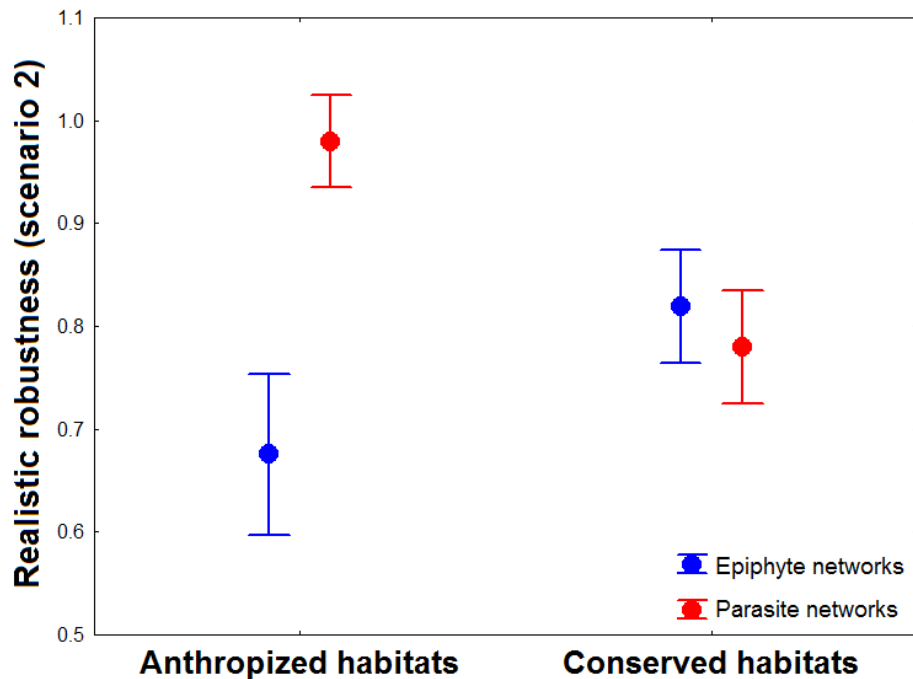 Realistic robustness (scenario 2)
1.1
1.0
0.9
0.8
0.7
0.6
0.5
Epiphyte networks
Parasite networks
Anthropized habitats
Conserved habitats